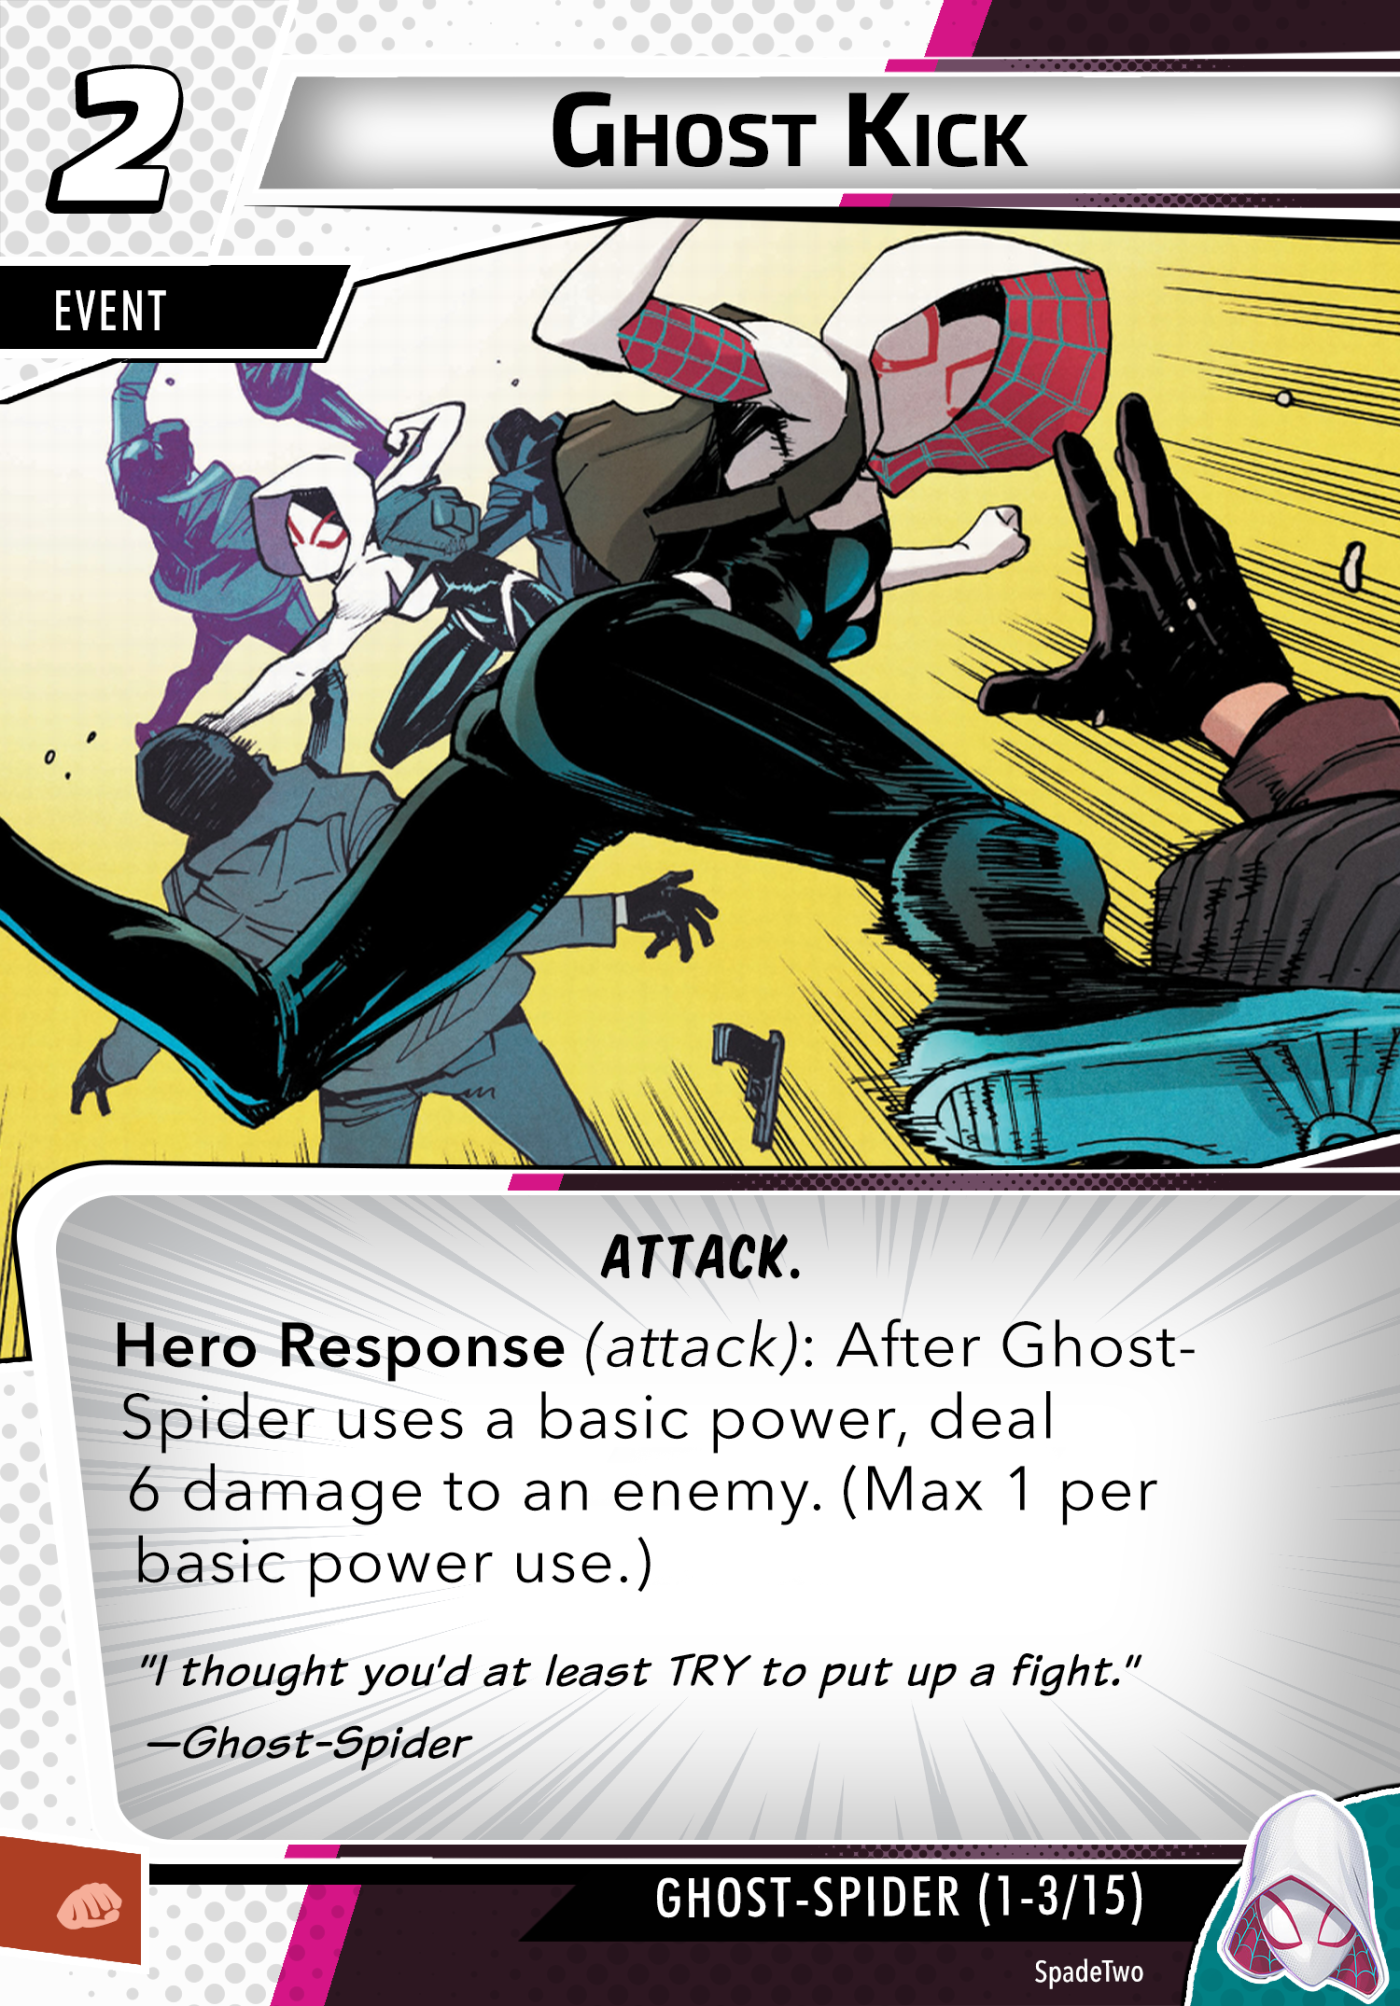 2
GHOST KICK
EVENT
ATTACK.
Hero Response (attack): After Ghost-
Spider uses a basic power, deal
6 damage to an enemy. (Max 1 per
basic power use.)
"I thought you'd at least TRY to put up a fight."
—Ghost-Spider
GHOST-SPIDER (1-3/15)
SpadeTwo